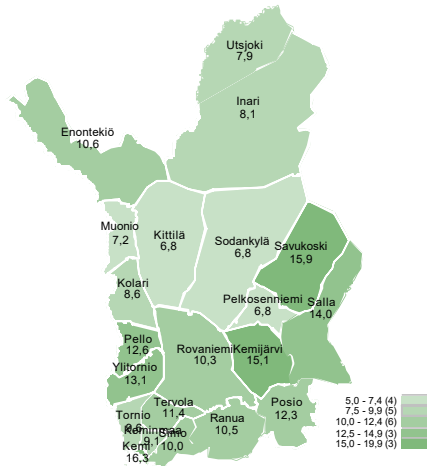 Utsjoki
7,9
Inari
8,1
Enontekiö
10,6
Muonio
7,2
Kittilä
6,8
Sodankylä
6,8
Savukoski
15,9
Kolari
8,6
Pelkosenniemi
6,8
Salla
14,0
Pello
12,6
Rovaniemi
10,3
Kemijärvi
15,1
Ylitornio
13,1
Tervola
11,4
Posio
12,3
Tornio
Ranua
10,5
Keminmaa
9,1
Simo
10,0
Kemi
16,3
5,0 - 7,4 (4)
7,5 - 9,9 (5)
10,0 - 12,4 (6)
12,5 - 14,9 (3)
15,0 - 19,9 (3)